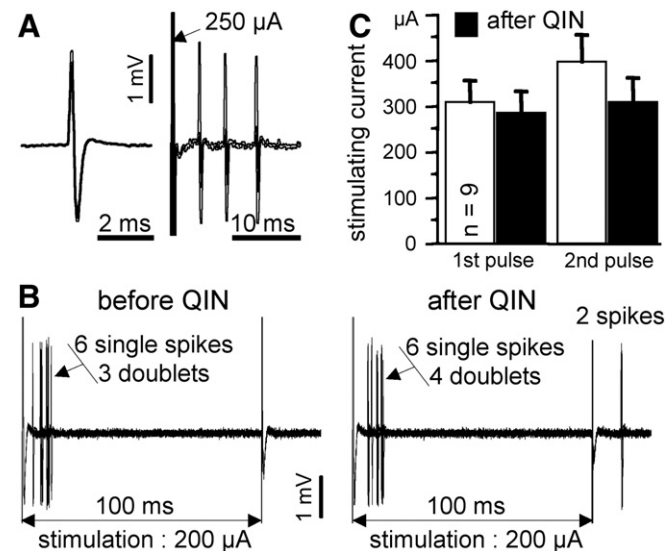 A
250 µA
1 mV
2 ms
10 ms
C
µA
after QIN
stimulating current
400
300
200
100
0
n = 9
1st pulse
2nd pulse
B
before QIN
6 single spikes
3 doublets
100 ms
stimulation : 200 µA
1 mV
after QIN
2 spikes
6 single spikes
4 doublets
100 ms
stimulation : 200 µA